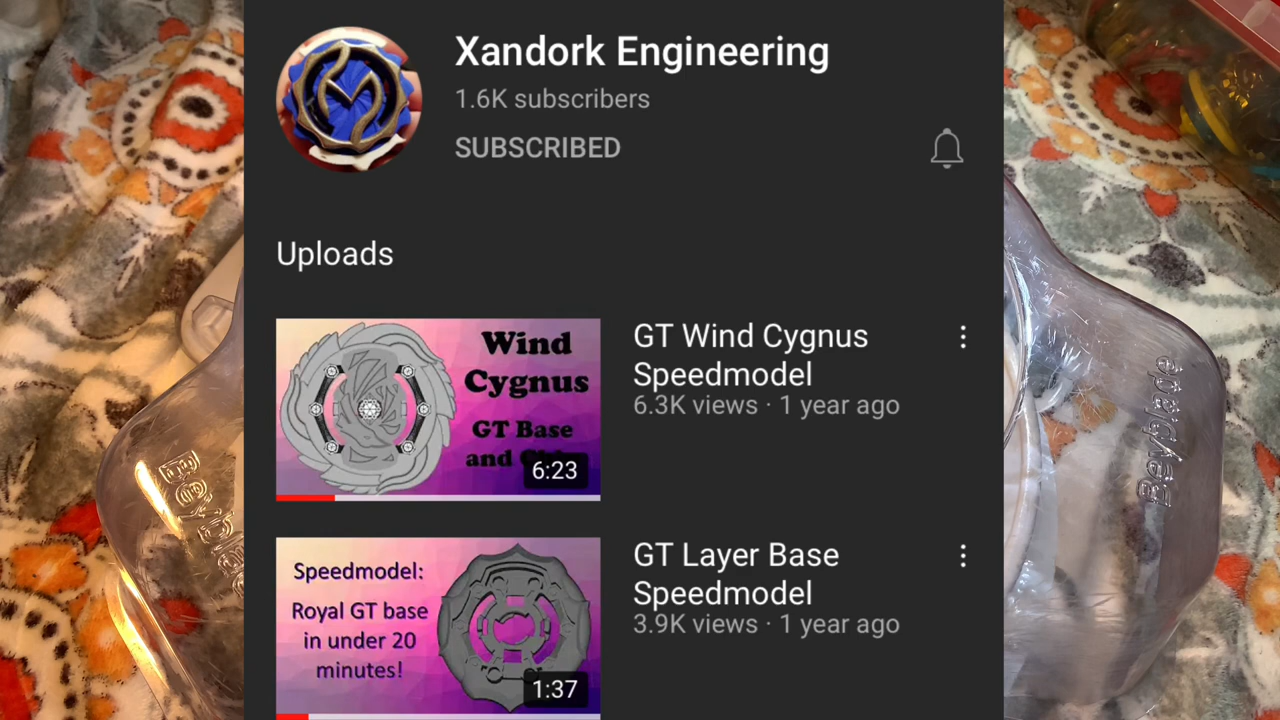 Xandork Engineering
1.6K subscribers
SUBSCRIBED
Uploads
Wind
Cygnus
GT Base
and
6:23
GT Wind Cygnus
Speedmodel
6.3K views · 1 year ago
Speedmodel:
Royal GT base
in under 20
minutes!
1:37
GT Layer Base
Speedmodel
3.9K views · 1 year ago
Beyblade